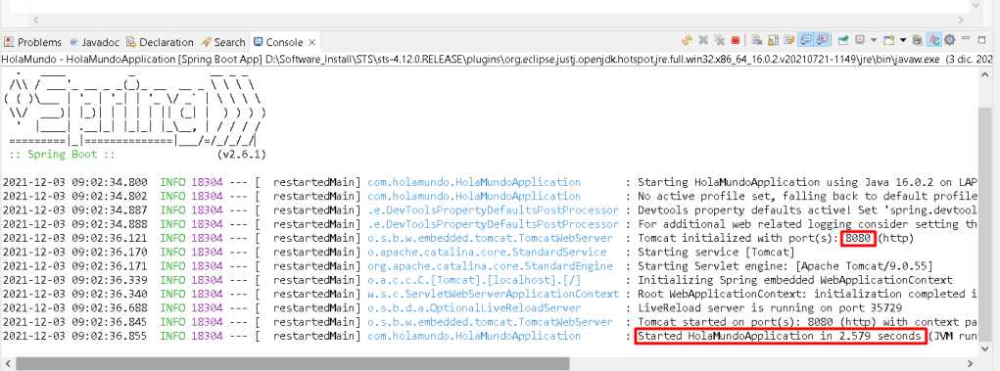 Problems @ Javadoc Declaration Search Console
HolaMundo - HolaMundoApplication [Spring Boot App] D:\Software_Install\STS\sts-4.12.0.RELEASE\plugins\org.eclipse.justj.openjdk.hotspot.jre.full.win32.x86_64_16.0.2.v20210721-1149\jre\bin\javaw.exe (3 dic. 202
:: Spring Boot :: (v2.6.1)
2021-12-03 09:02:34.800 INFO 18304 --- [ restartedMain] com.holamundo.HolaMundoApplication : Starting HolaMundoApplication using Java 16.0.2 on LAP
2021-12-03 09:02:34.802 INFO 18304 --- [ restartedMain] com.holamundo.HolaMundoApplication : No active profile set, falling back to default profile
2021-12-03 09:02:34.887 INFO 18304 --- [ restartedMain] .e.DevToolsPropertyDefaultsPostProcessor : Devtools property defaults active! Set 'spring.devtool
2021-12-03 09:02:34.888 INFO 18304 --- [ restartedMain] .e.DevToolsPropertyDefaultsPostProcessor : For additional web related logging consider setting th
2021-12-03 09:02:36.121 INFO 18304 --- [ restartedMain] o.s.b.w.embedded.tomcat.TomcatWebServer : Tomcat initialized with port(s): 8080 (http)
2021-12-03 09:02:36.170 INFO 18304 --- [ restartedMain] o.apache.catalina.core.StandardService : Starting service [Tomcat]
2021-12-03 09:02:36.171 INFO 18304 --- [ restartedMain] org.apache.catalina.core.StandardEngine : Starting Servlet engine: [Apache Tomcat/9.0.55]
2021-12-03 09:02:36.339 INFO 18304 --- [ restartedMain] o.a.c.c.C.[Tomcat].[localhost].[/] : Initializing Spring embedded WebApplicationContext
2021-12-03 09:02:36.340 INFO 18304 --- [ restartedMain] w.s.c.ServletWebServerApplicationContext : Root WebApplicationContext: initialization completed i
2021-12-03 09:02:36.688 INFO 18304 --- [ restartedMain] o.s.b.d.a.OptionalLiveReloadServer : LiveReload server is running on port 35729
2021-12-03 09:02:36.845 INFO 18304 --- [ restartedMain] o.s.b.w.embedded.tomcat.TomcatWebServer : Tomcat started on port(s): 8080 (http) with context pa
2021-12-03 09:02:36.855 INFO 18304 --- [ restartedMain] com.holamundo.HolaMundoApplication : Started HolaMundoApplication in 2.579 seconds (JVM run